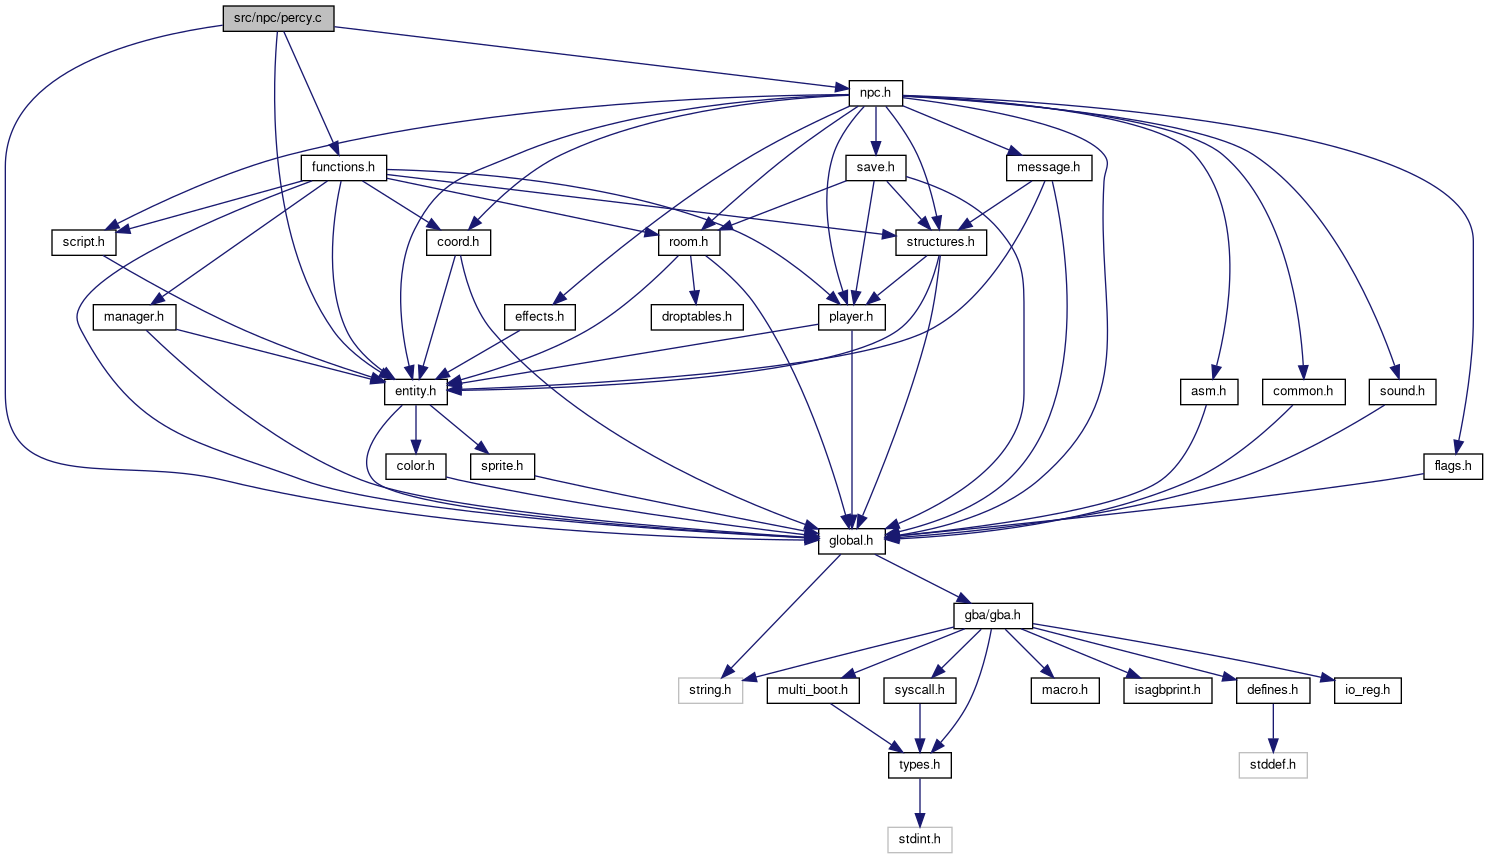 src/npc/percy.c
npc.h
functions.h
save.h
message.h
script.h
coord.h
room.h
structures.h
manager.h
effects.h
droptables.h
player.h
entity.h
asm.h
common.h
sound.h
color.h
sprite.h
flags.h
global.h
gba/gba.h
string.h
multi_boot.h
syscall.h
macro.h
isagbprint.h
defines.h
io_reg.h
types.h
stddef.h
stdint.h